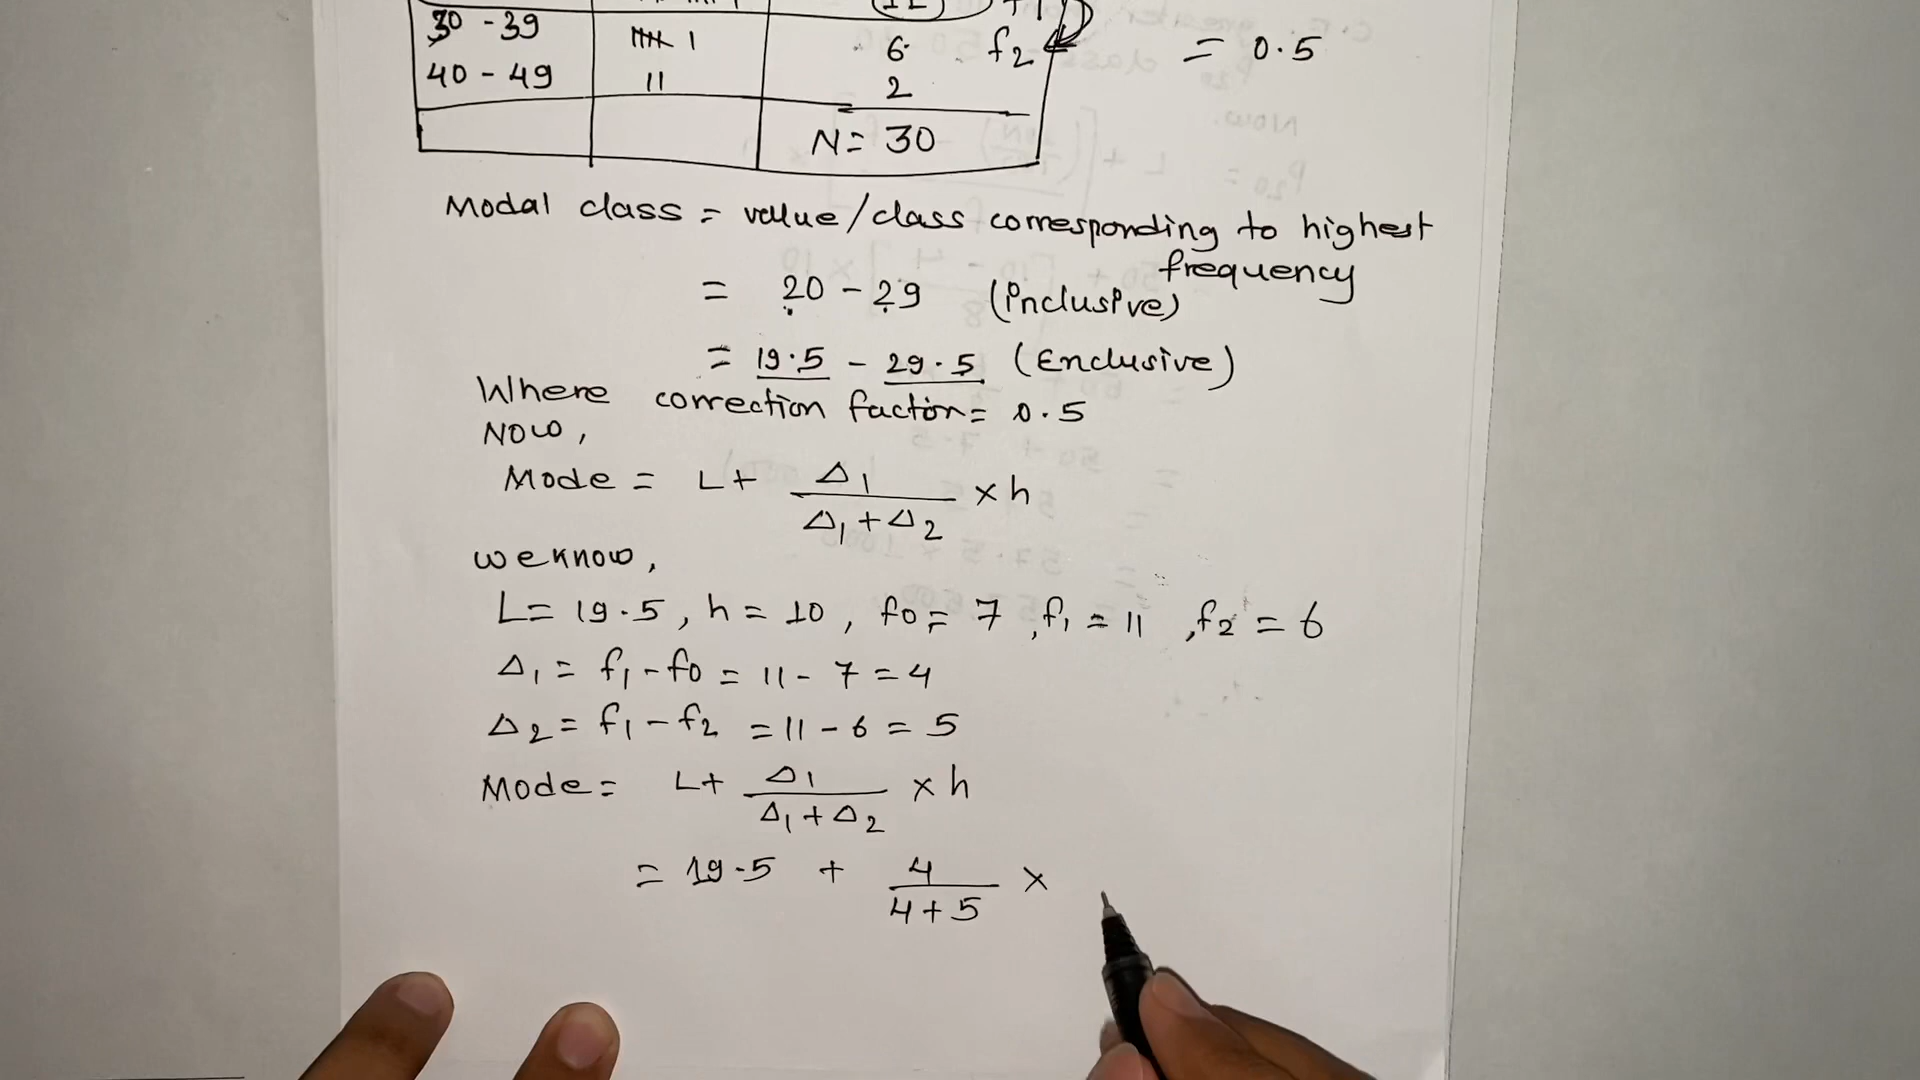 30 - 39 𝍸 I 6 f2 = 0.5
40 - 49 II 2
N = 30
Modal class = value/class corresponding to highest
frequency
= 20 - 29 (inclusive)
= 19.5 - 29.5 (Exclusive)
Where correction factor = 0.5
Now,
Mode = L + Δ1 / Δ1 + Δ2 × h
we know,
L = 19.5, h = 10, f0 = 7, f1 = 11, f2 = 6
Δ1 = f1 - f0 = 11 - 7 = 4
Δ2 = f1 - f2 = 11 - 6 = 5
Mode = L + Δ1 / Δ1 + Δ2 × h
= 19.5 + 4 / 4 + 5 ×